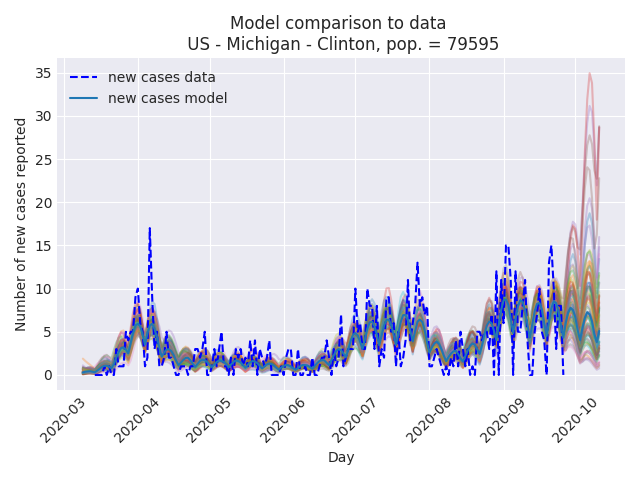 Model comparison to data
US - Michigan - Clinton, pop. = 79595
new cases data
new cases model
Number of new cases reported
35
30
25
20
15
10
5
0
2020-03
2020-04
2020-05
2020-06
2020-07
2020-08
2020-09
2020-10
Day